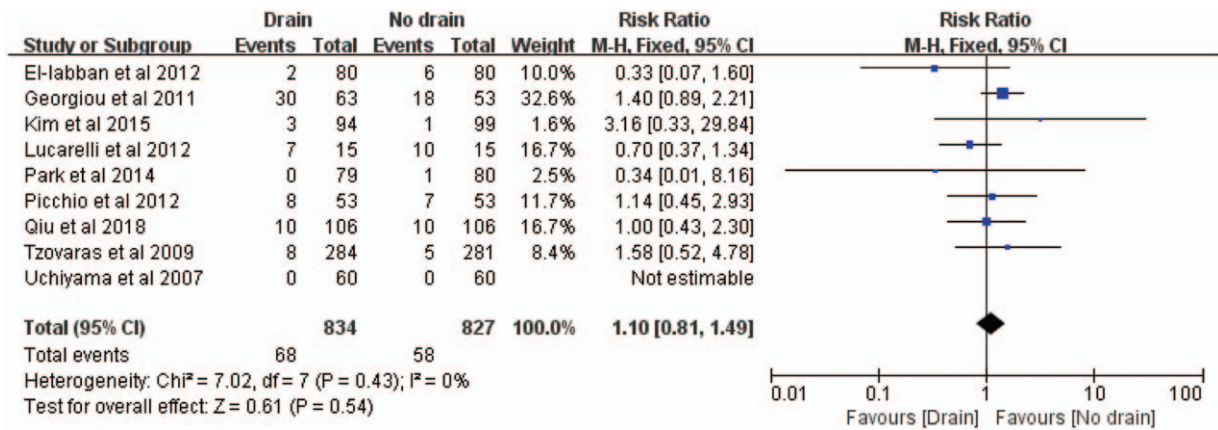 Drain No drain Risk Ratio Risk Ratio
Study or Subgroup Events Total Events Total Weight M-H, Fixed, 95% CI M-H, Fixed, 95% CI
El-labban et al 2012 2 80 6 80 10.0% 0.33 [0.07, 1.60]
Georgiou et al 2011 30 63 18 53 32.6% 1.40 [0.89, 2.21]
Kim et al 2015 3 94 1 99 1.6% 3.16 [0.33, 29.84]
Lucarelli et al 2012 7 15 10 15 16.7% 0.70 [0.37, 1.34]
Park et al 2014 0 79 1 80 2.5% 0.34 [0.01, 8.16]
Picchio et al 2012 8 53 7 53 11.7% 1.14 [0.45, 2.93]
Qiu et al 2018 10 106 10 106 16.7% 1.00 [0.43, 2.30]
Tzovaras et al 2009 8 284 5 281 8.4% 1.58 [0.52, 4.78]
Uchiyama et al 2007 0 60 0 60 Not estimable
Total (95% CI) 834 827 100.0% 1.10 [0.81, 1.49]
Total events 68 58
Heterogeneity: Chi² = 7.02, df = 7 (P = 0.43); I² = 0%
Test for overall effect: Z = 0.61 (P = 0.54)
0.01 0.1 1 10 100
Favours [Drain] Favours [No drain]